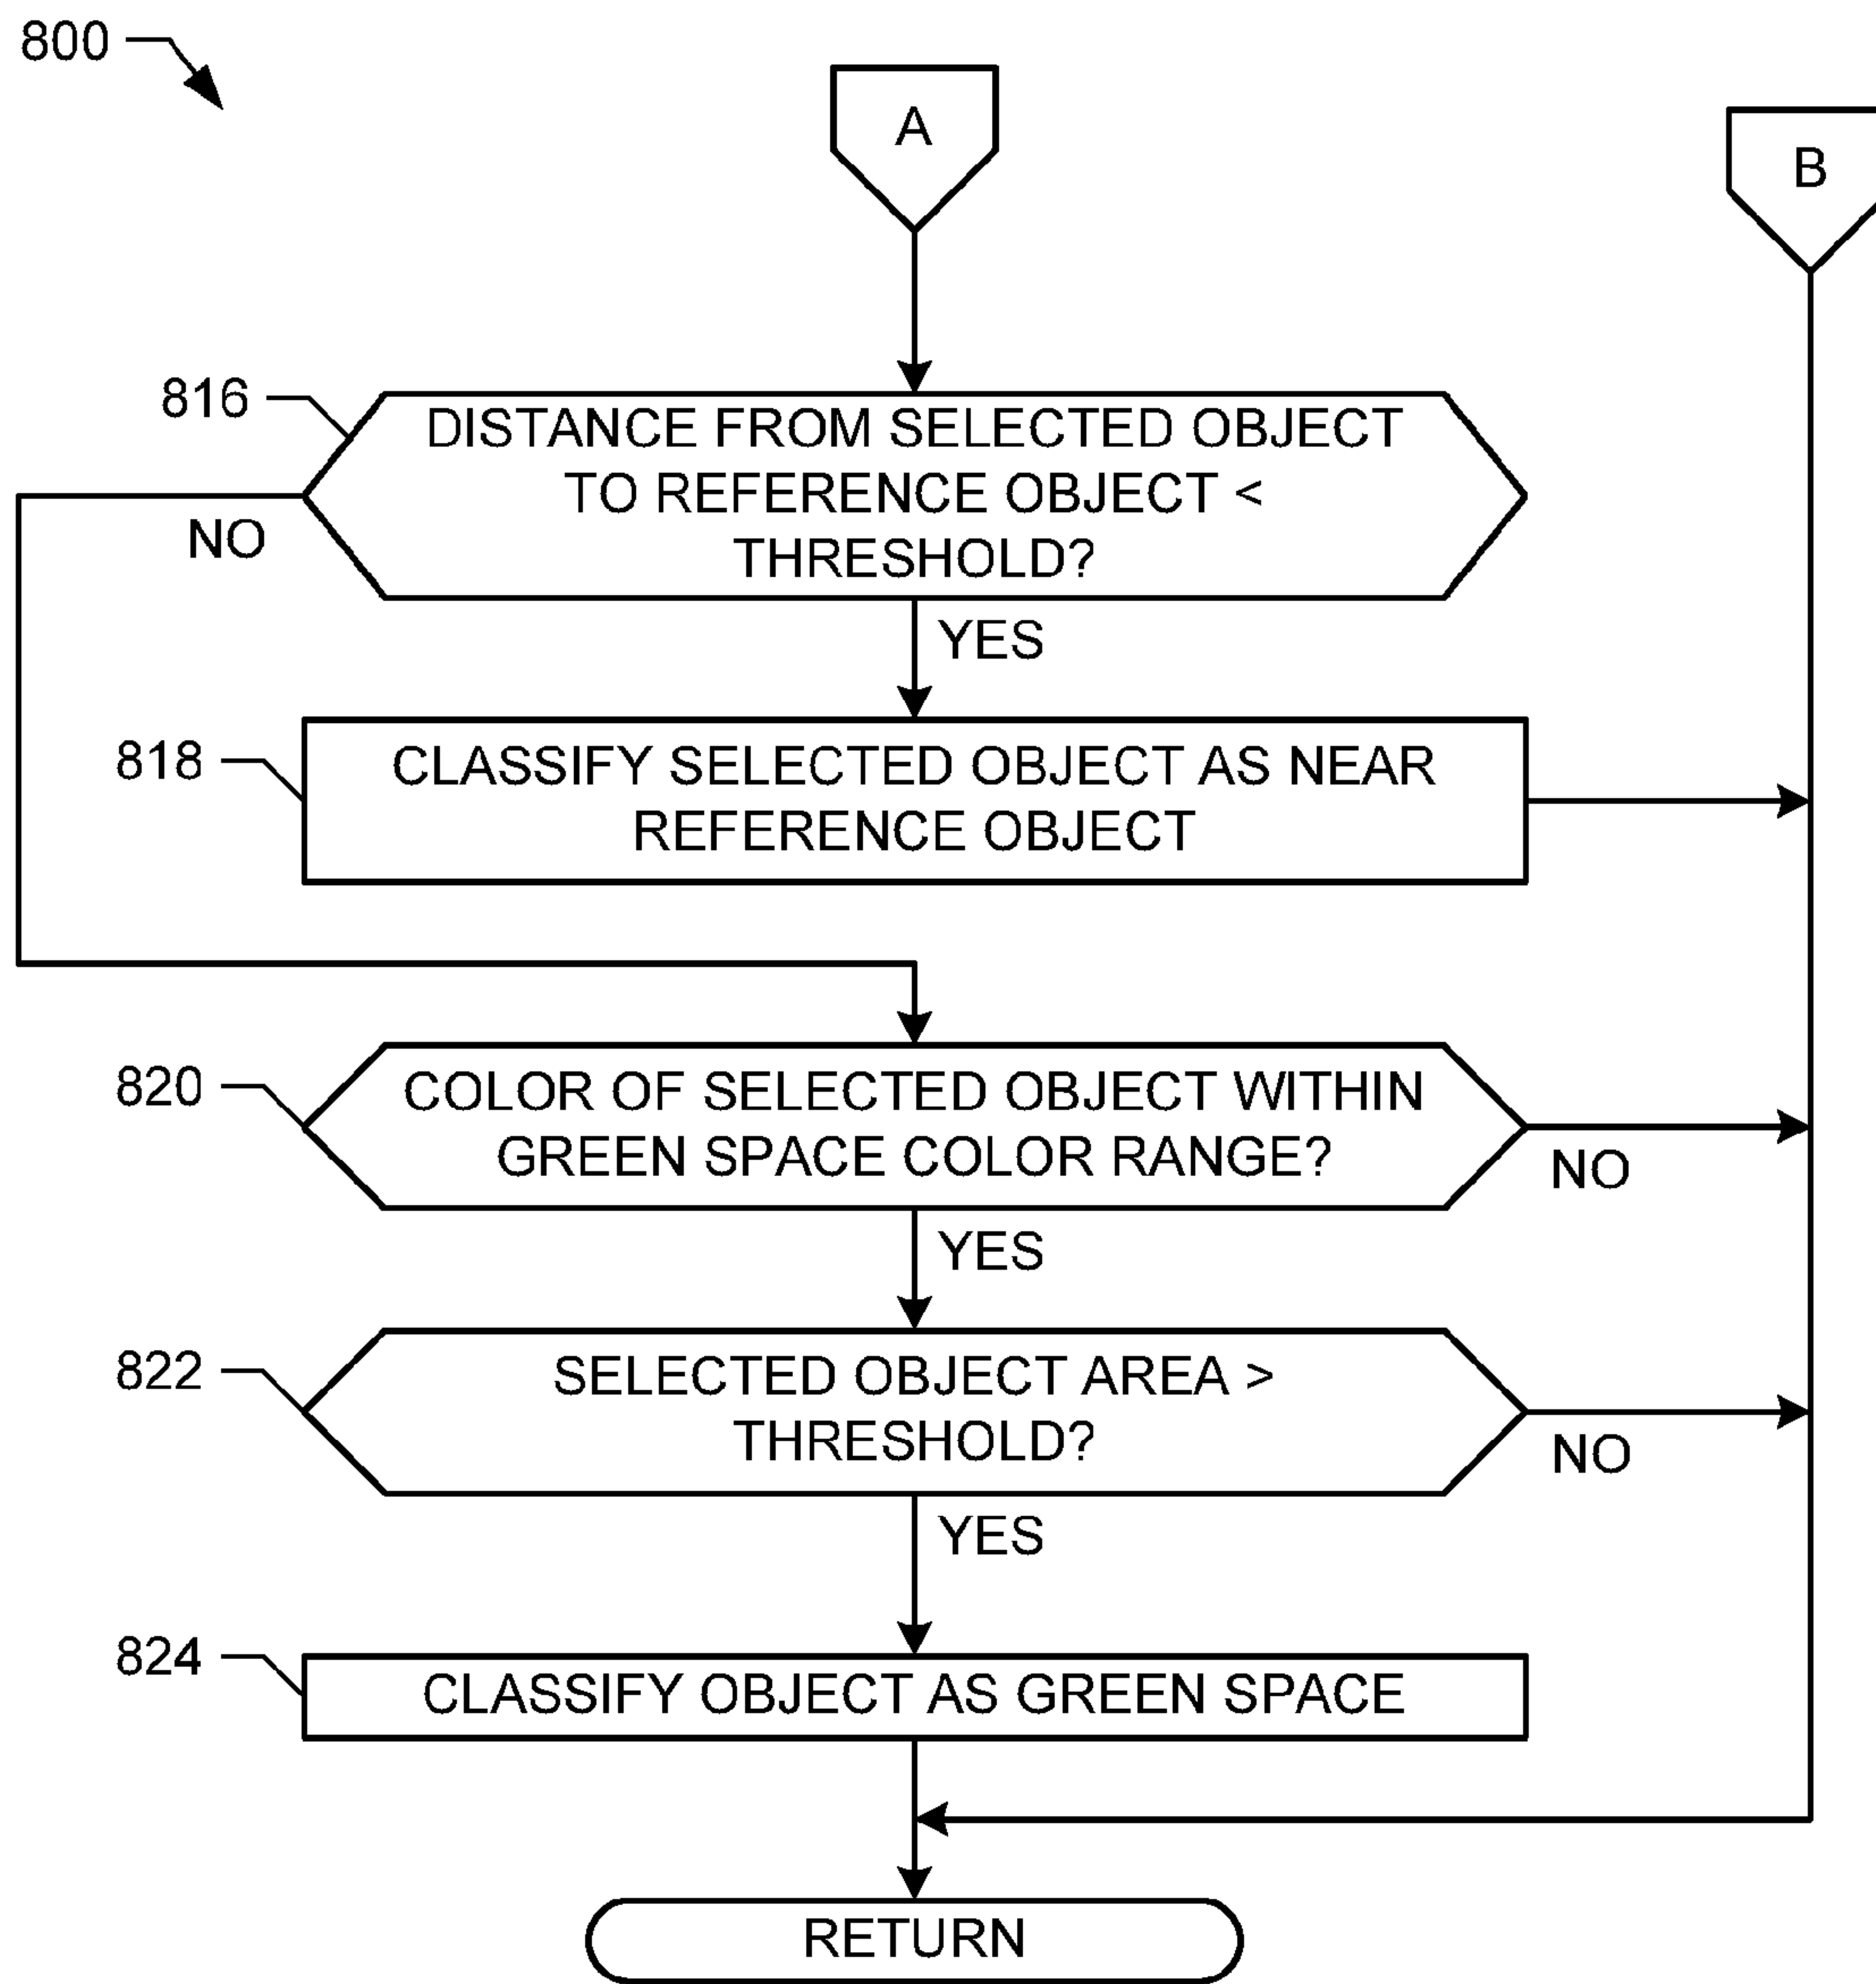 800
A
B
816
DISTANCE FROM SELECTED OBJECT
TO REFERENCE OBJECT <
THRESHOLD?
NO
YES
818
CLASSIFY SELECTED OBJECT AS NEAR
REFERENCE OBJECT
820
COLOR OF SELECTED OBJECT WITHIN
GREEN SPACE COLOR RANGE?
NO
YES
822
SELECTED OBJECT AREA >
THRESHOLD?
NO
YES
824
CLASSIFY OBJECT AS GREEN SPACE
RETURN